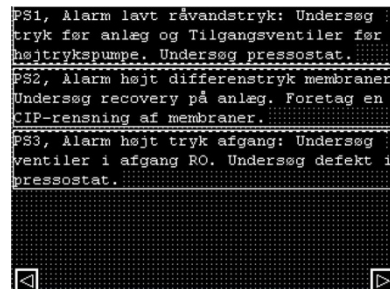 PS1, Alarm lavt råvandstryk: Undersøg
tryk før anlæg og Tilgangsventiler før
højtrykspumpe. Undersøg pressostat.
PS2, Alarm højt differenstryk membraner
Undersøg recovery på anlæg. Foretag en
CIP-rensning af membraner.
PS3, Alarm højt tryk afgang: Undersøg
ventiler i afgang RO. Undersøg defekt i
pressostat.